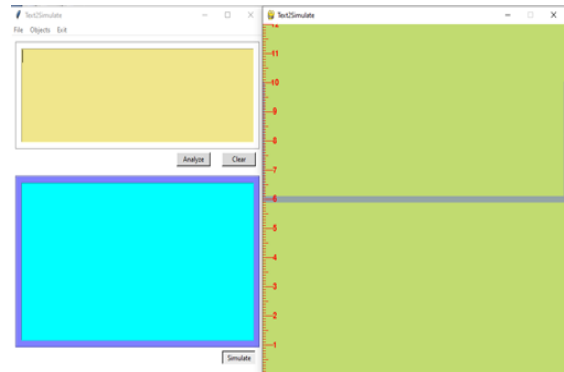 Text2Simulate
File Objects Exit
Analyze Clear
Simulate
Text2Simulate
12
11
10
9
8
7
6
5
4
3
2
1